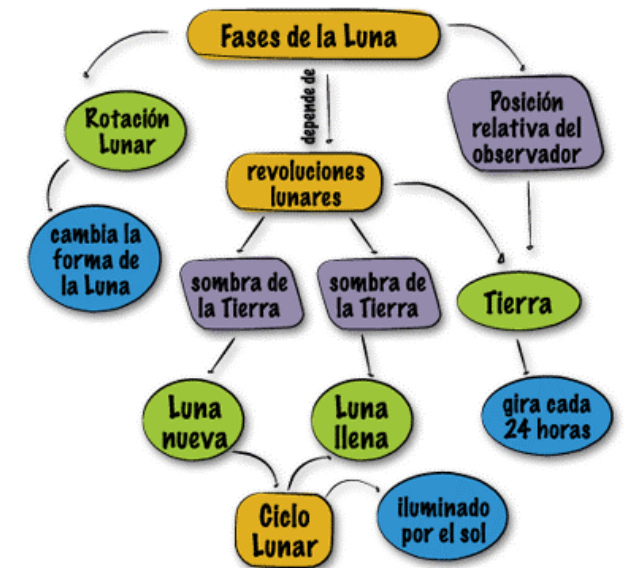 Fases de la Luna
depende de
Rotación
Lunar
Posición
relativa del
observador
revoluciones
lunares
cambia la
forma de
la Luna
sombra de
la Tierra
sombra de
la Tierra
Tierra
Luna
nueva
Luna
llena
gira cada
24 horas
Ciclo
Lunar
iluminado
por el sol